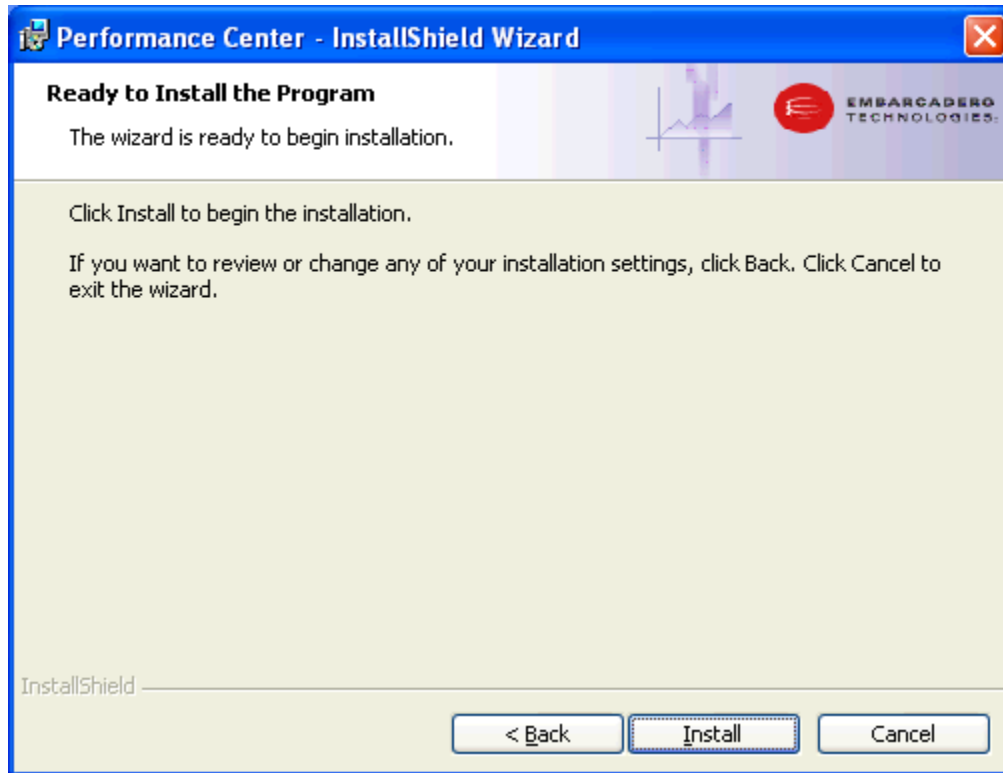 Performance Center - InstallShield Wizard
Ready to Install the Program
The wizard is ready to begin installation.
EMBARCADERO
TECHNOLOGIES
Click Install to begin the installation.
If you want to review or change any of your installation settings, click Back. Click Cancel to
exit the wizard.
InstallShield
< Back
Install
Cancel